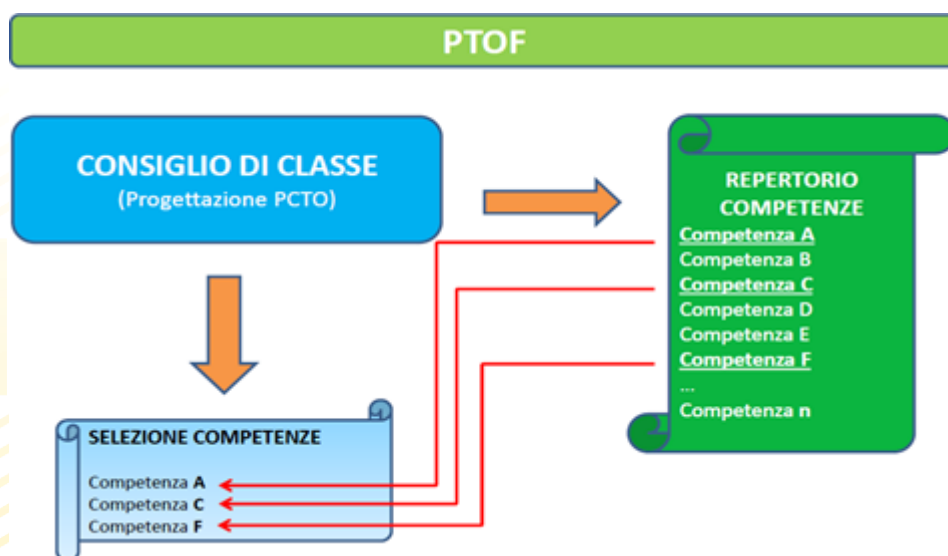 PTOF
CONSIGLIO DI CLASSE
(Progettazione PCTO)
REPERTORIO
COMPETENZE
Competenza A
Competenza B
Competenza C
Competenza D
Competenza E
Competenza F
...
Competenza n
SELEZIONE COMPETENZE
Competenza A
Competenza C
Competenza F